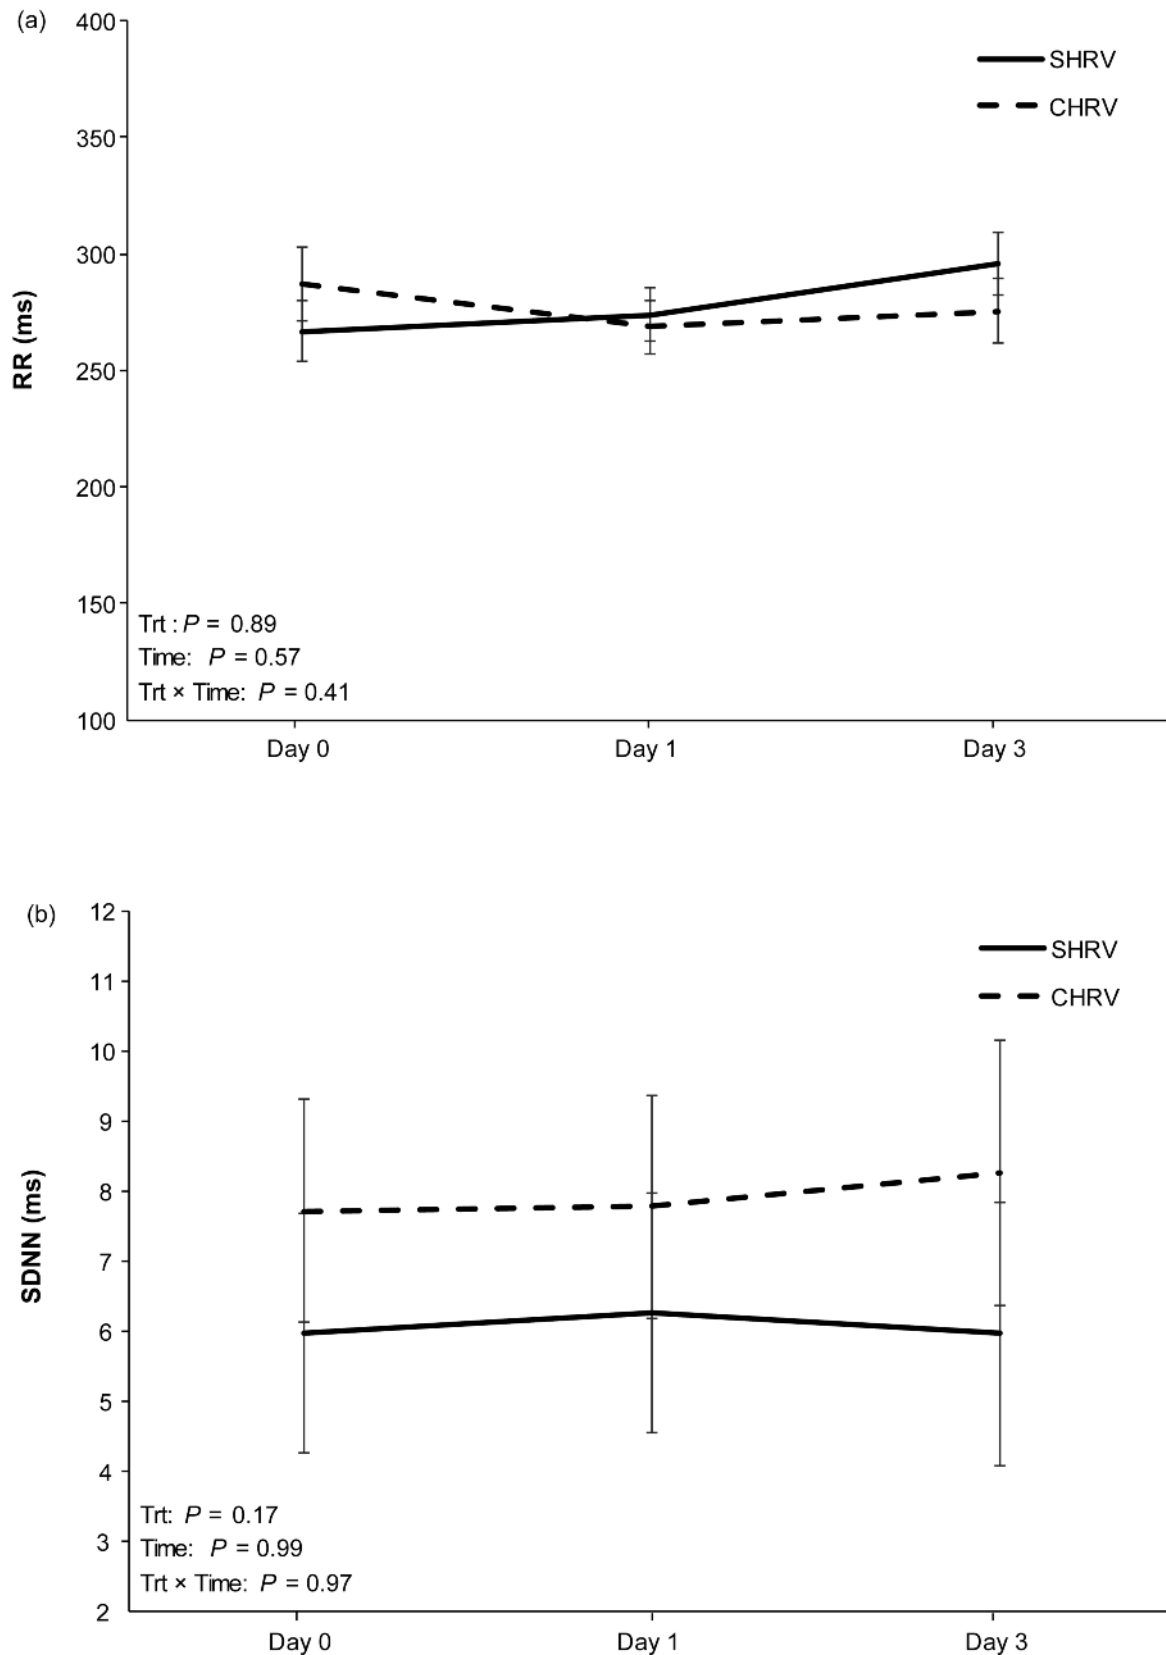 (a)
400
350
300
250
200
150
100
RR (ms)
SHRV
CHRV
Trt : P = 0.89
Time: P = 0.57
Trt × Time: P = 0.41
Day 0 Day 1 Day 3
(b)
12
11
10
9
8
7
6
5
4
3
2
SDNN (ms)
SHRV
CHRV
Trt: P = 0.17
Time: P = 0.99
Trt × Time: P = 0.97
Day 0 Day 1 Day 3